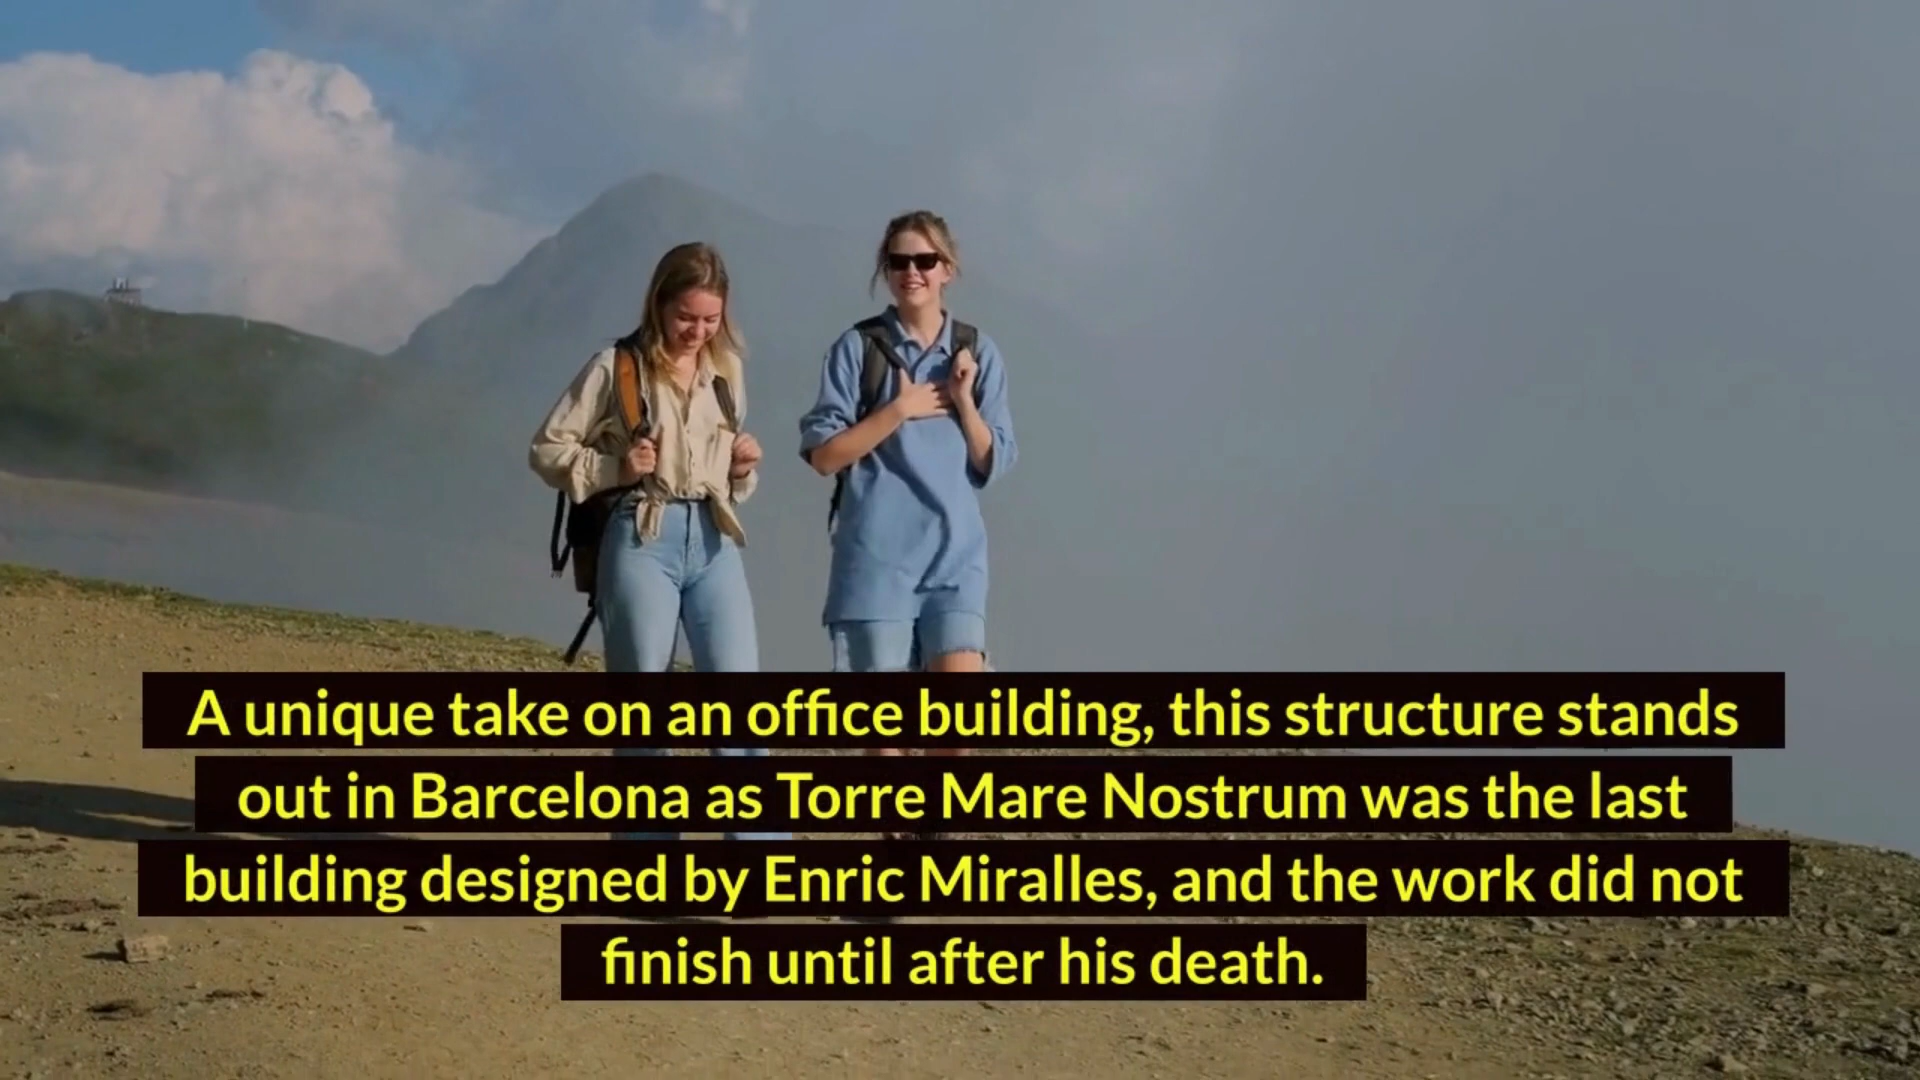 A unique take on an office building, this structure stands
out in Barcelona as Torre Mare Nostrum was the last
building designed by Enric Miralles, and the work did not
finish until after his death.